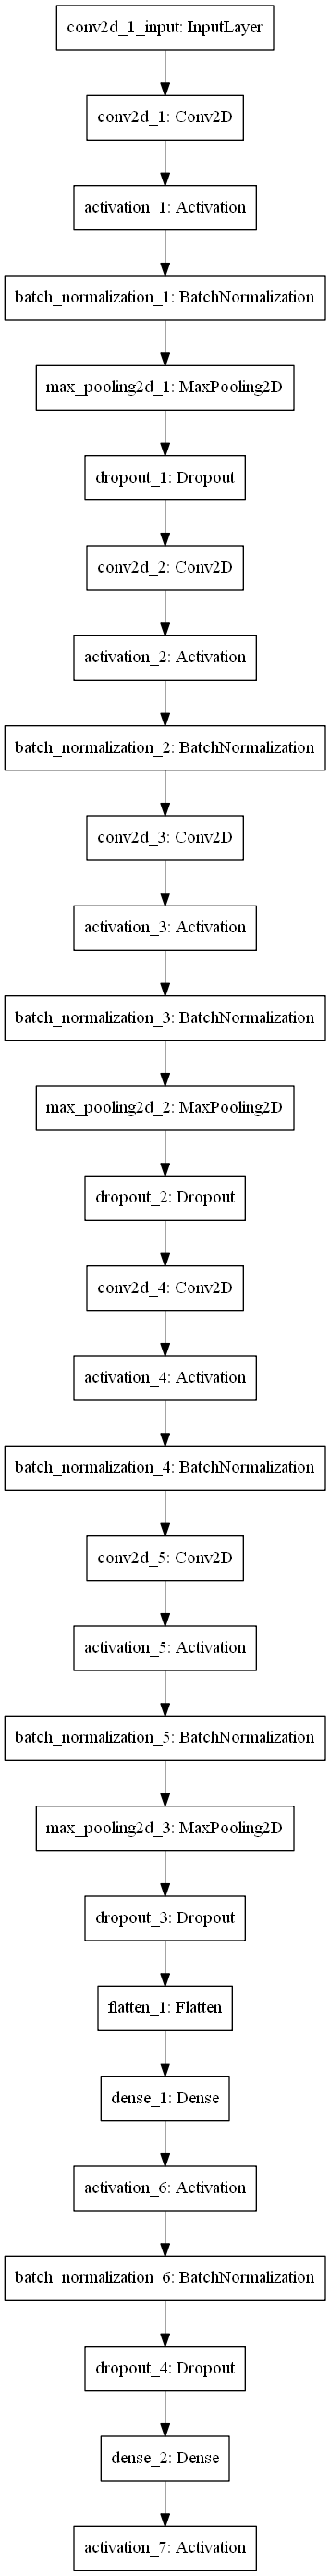 conv2d_1_input: InputLayer
conv2d_1: Conv2D
activation_1: Activation
batch_normalization_1: BatchNormalization
max_pooling2d_1: MaxPooling2D
dropout_1: Dropout
conv2d_2: Conv2D
activation_2: Activation
batch_normalization_2: BatchNormalization
conv2d_3: Conv2D
activation_3: Activation
batch_normalization_3: BatchNormalization
max_pooling2d_2: MaxPooling2D
dropout_2: Dropout
conv2d_4: Conv2D
activation_4: Activation
batch_normalization_4: BatchNormalization
conv2d_5: Conv2D
activation_5: Activation
batch_normalization_5: BatchNormalization
max_pooling2d_3: MaxPooling2D
dropout_3: Dropout
flatten_1: Flatten
dense_1: Dense
activation_6: Activation
batch_normalization_6: BatchNormalization
dropout_4: Dropout
dense_2: Dense
activation_7: Activation